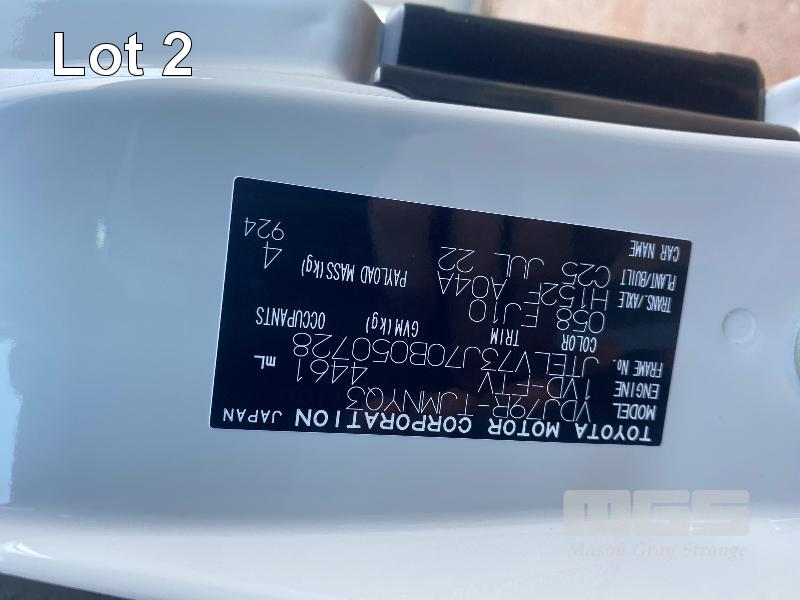 Lot 2
TOYOTA MOTOR CORPORATION JAPAN
MODEL VDJ79R-TJMNYQ3
ENGINE 1VD-FTV 4461 mL
FRAME No. JTELV73J70B050728
COLOR TRIM GVM(kg) OCCUPANTS
058 FJ10
TRANS./AXLE H152F A04A PAYLOAD MASS(kg) 4
PLANT/BUILT C25 JUL 22 924
CAR NAME
MGS
Mason Gray Strange